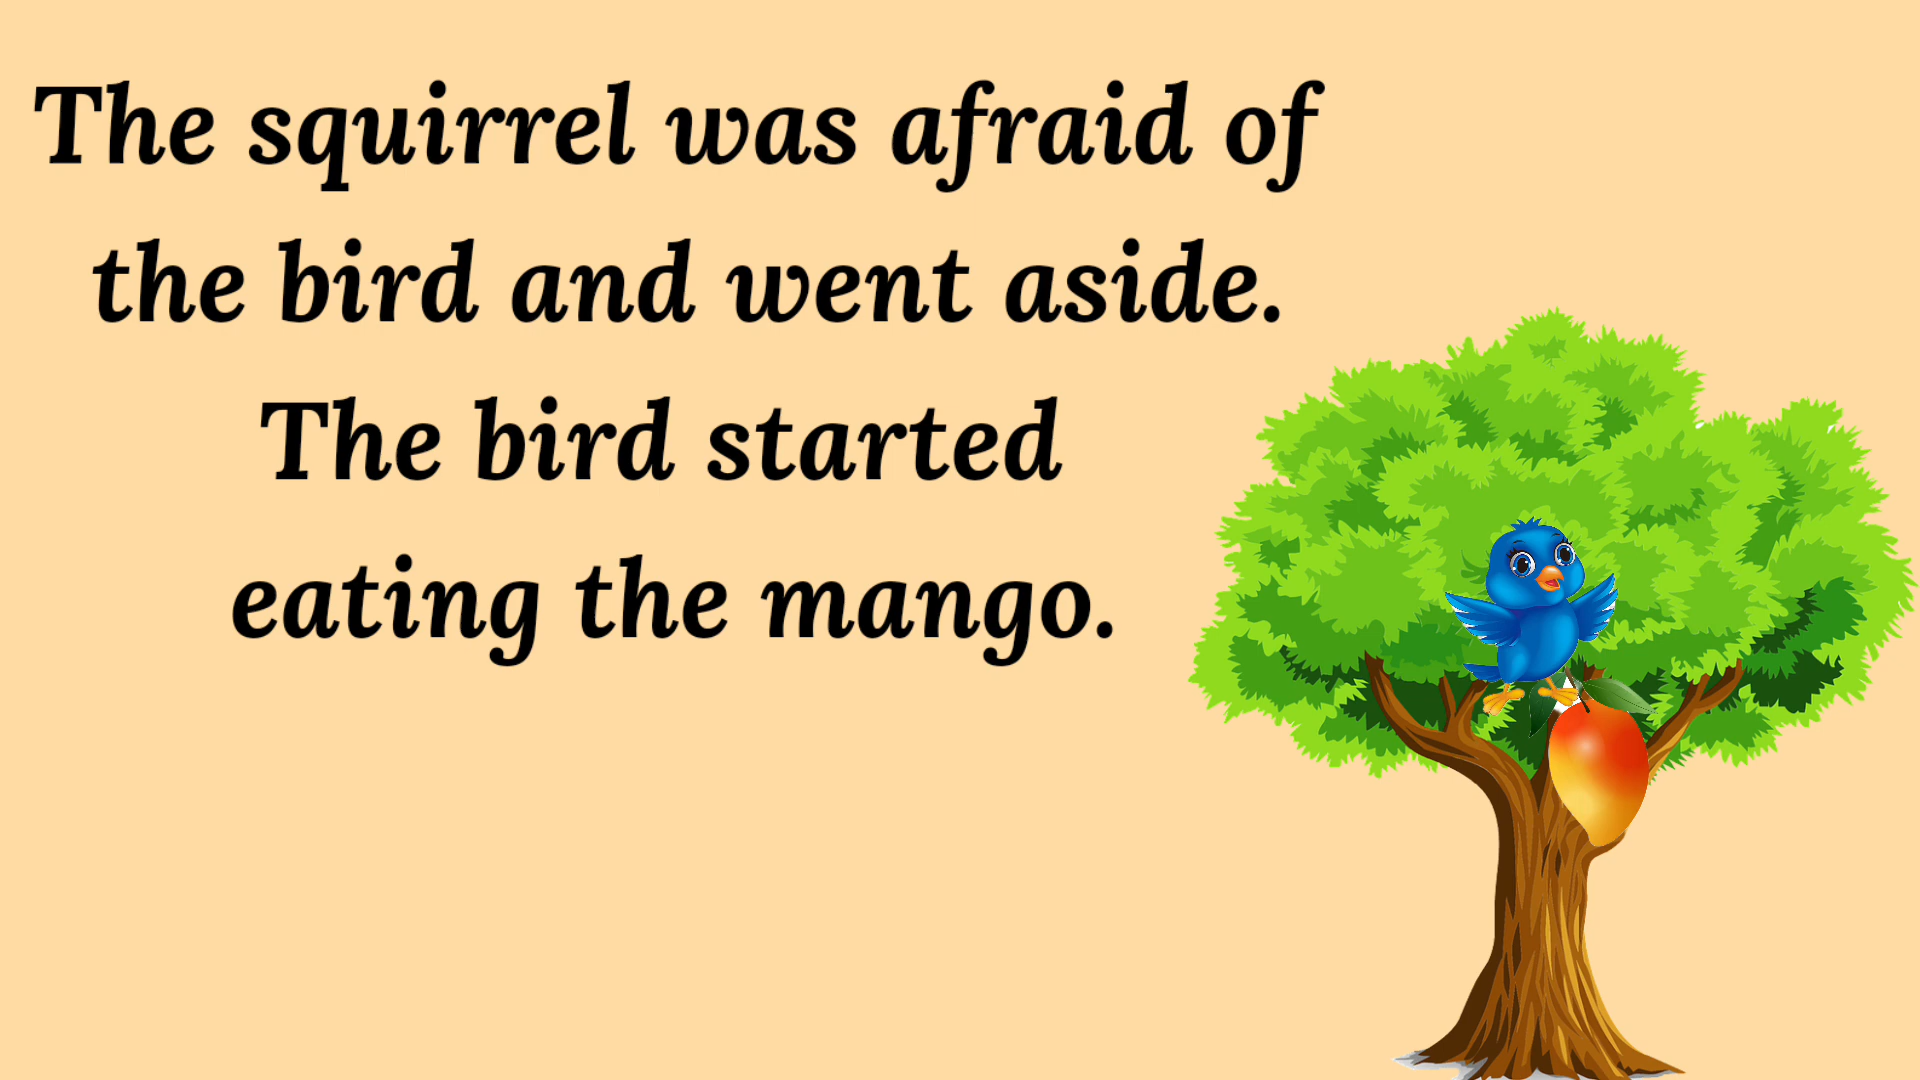 The squirrel was afraid of
the bird and went aside.
The bird started
eating the mango.